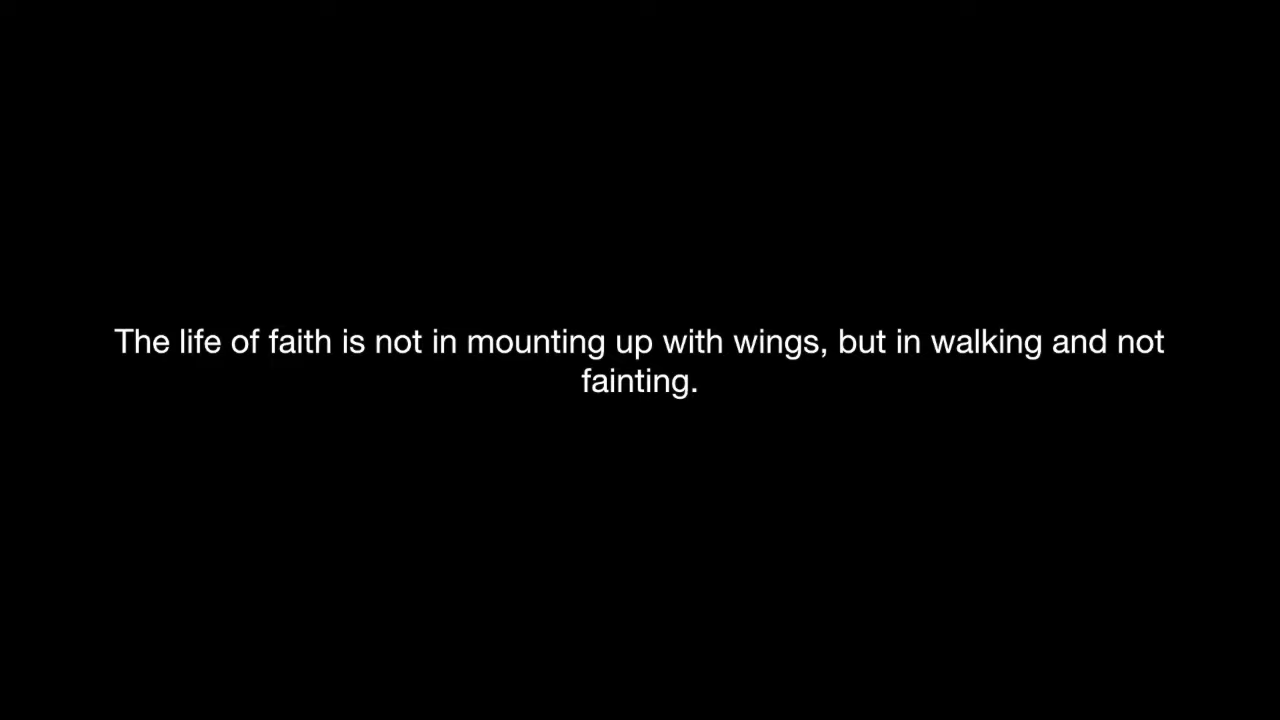 The life of faith is not in mounting up with wings, but in walking and not
fainting.